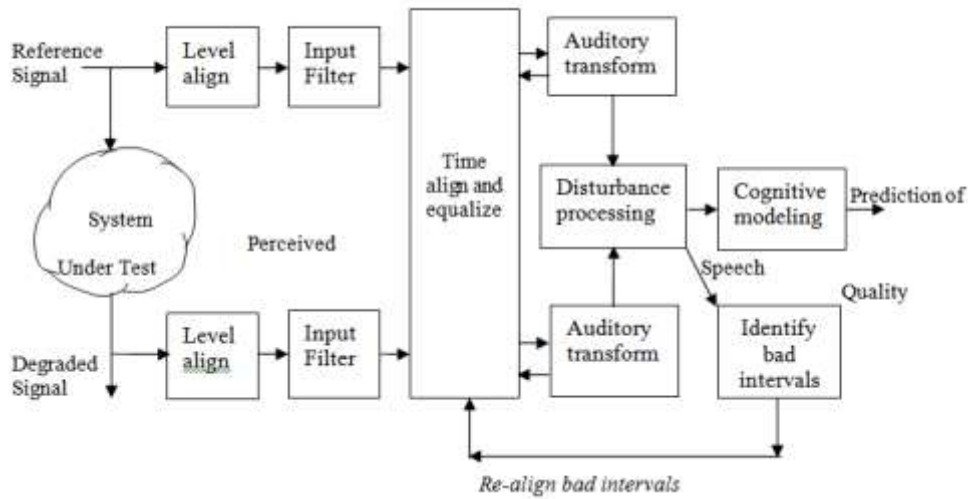 Reference
Signal
Level
align
Input
Filter
Auditory
transform
Time
align and
equalize
Disturbance
processing
Cognitive
modeling
Prediction of
System
Under Test
Perceived
Speech
Quality
Level
align
Input
Filter
Auditory
transform
Identify
bad
intervals
Degraded
Signal
Re-align bad intervals